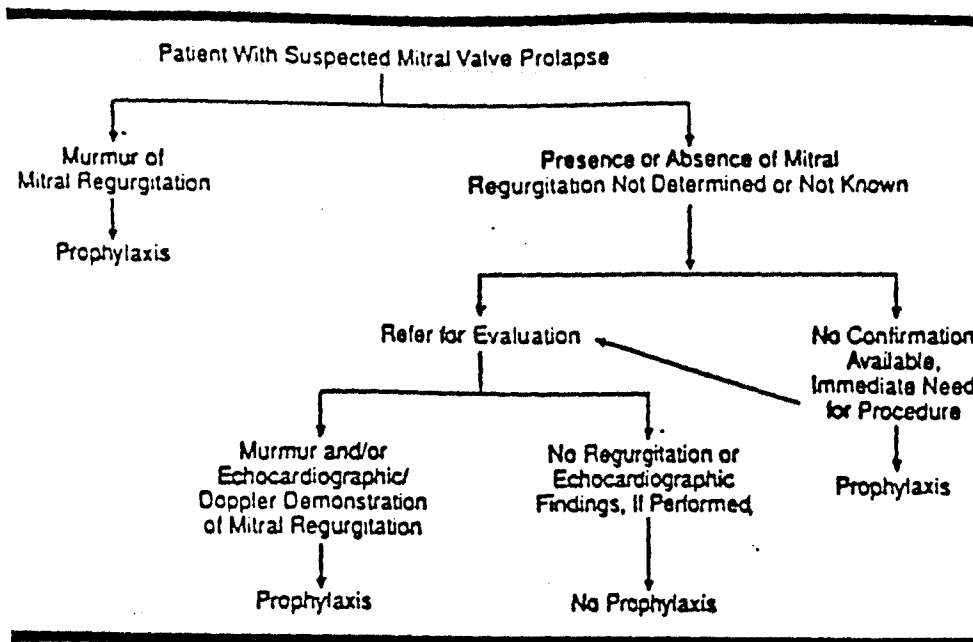 Patient With Suspected Mitral Valve Prolapse
Murmur of
Mitral Regurgitation
Prophylaxis
Presence or Absence of Mitral
Regurgitation Not Determined or Not Known
Refer for Evaluation
No Confirmation
Available,
Immediate Need
for Procedure
Prophylaxis
Murmur and/or
Echocardiographic/
Doppler Demonstration
of Mitral Regurgitation
Prophylaxis
No Regurgitation or
Echocardiographic
Findings, If Performed,
No Prophylaxis